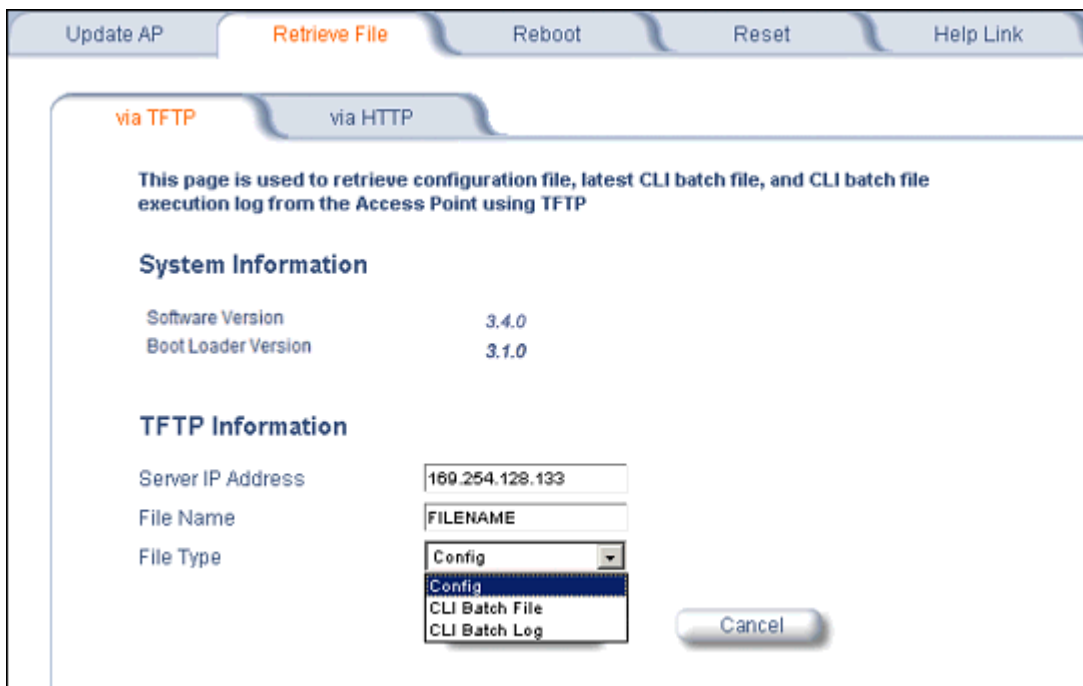 Update AP Retrieve File Reboot Reset Help Link
via TFTP via HTTP
This page is used to retrieve configuration file, latest CLI batch file, and CLI batch file
execution log from the Access Point using TFTP
System Information
Software Version 3.4.0
Boot Loader Version 3.1.0
TFTP Information
Server IP Address 169.254.128.133
File Name FILENAME
File Type Config
Config
CLI Batch File
CLI Batch Log
Cancel